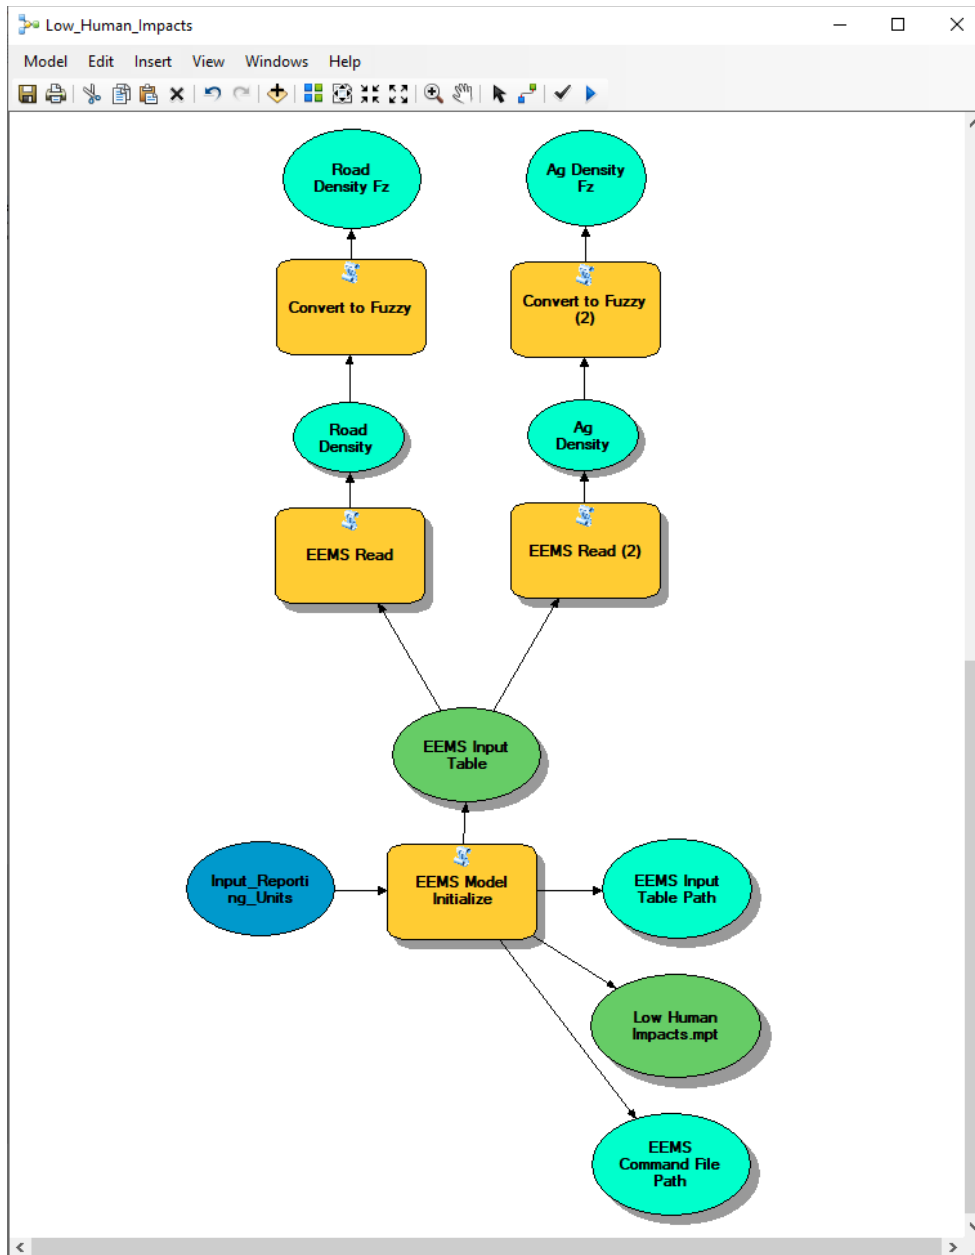 Low_Human_Impacts
Model Edit Insert View Windows Help
Road
Density Fz
Ag Density
Fz
Convert to Fuzzy
Convert to Fuzzy
(2)
Road
Density
Ag
Density
EEMS Read
EEMS Read (2)
EEMS Input
Table
Input_Reporti
ng_Units
EEMS Model
Initialize
EEMS Input
Table Path
Low Human
Impacts.mpt
EEMS
Command File
Path